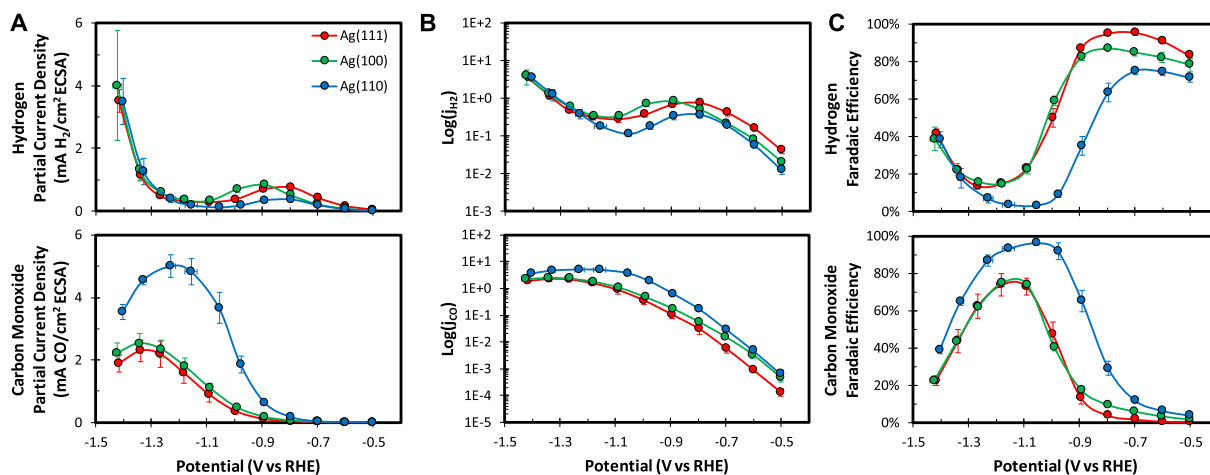 A
Hydrogen
Partial Current Density
(mA H₂/cm² ECSA)
6
4
2
0
Ag(111)
Ag(100)
Ag(110)
Carbon Monoxide
Partial Current Density
(mA CO/cm² ECSA)
6
4
2
0
-1.5 -1.3 -1.1 -0.9 -0.7 -0.5
Potential (V vs RHE)
B
Log(jH2)
1E+2
1E+1
1E+0
1E-1
1E-2
1E-3
Log(jCO)
1E+2
1E+1
1E+0
1E-1
1E-2
1E-3
1E-4
1E-5
-1.5 -1.3 -1.1 -0.9 -0.7 -0.5
Potential (V vs RHE)
C
Hydrogen
Faradaic Efficiency
100%
80%
60%
40%
20%
0%
Carbon Monoxide
Faradaic Efficiency
100%
80%
60%
40%
20%
0%
-1.5 -1.3 -1.1 -0.9 -0.7 -0.5
Potential (V vs RHE)